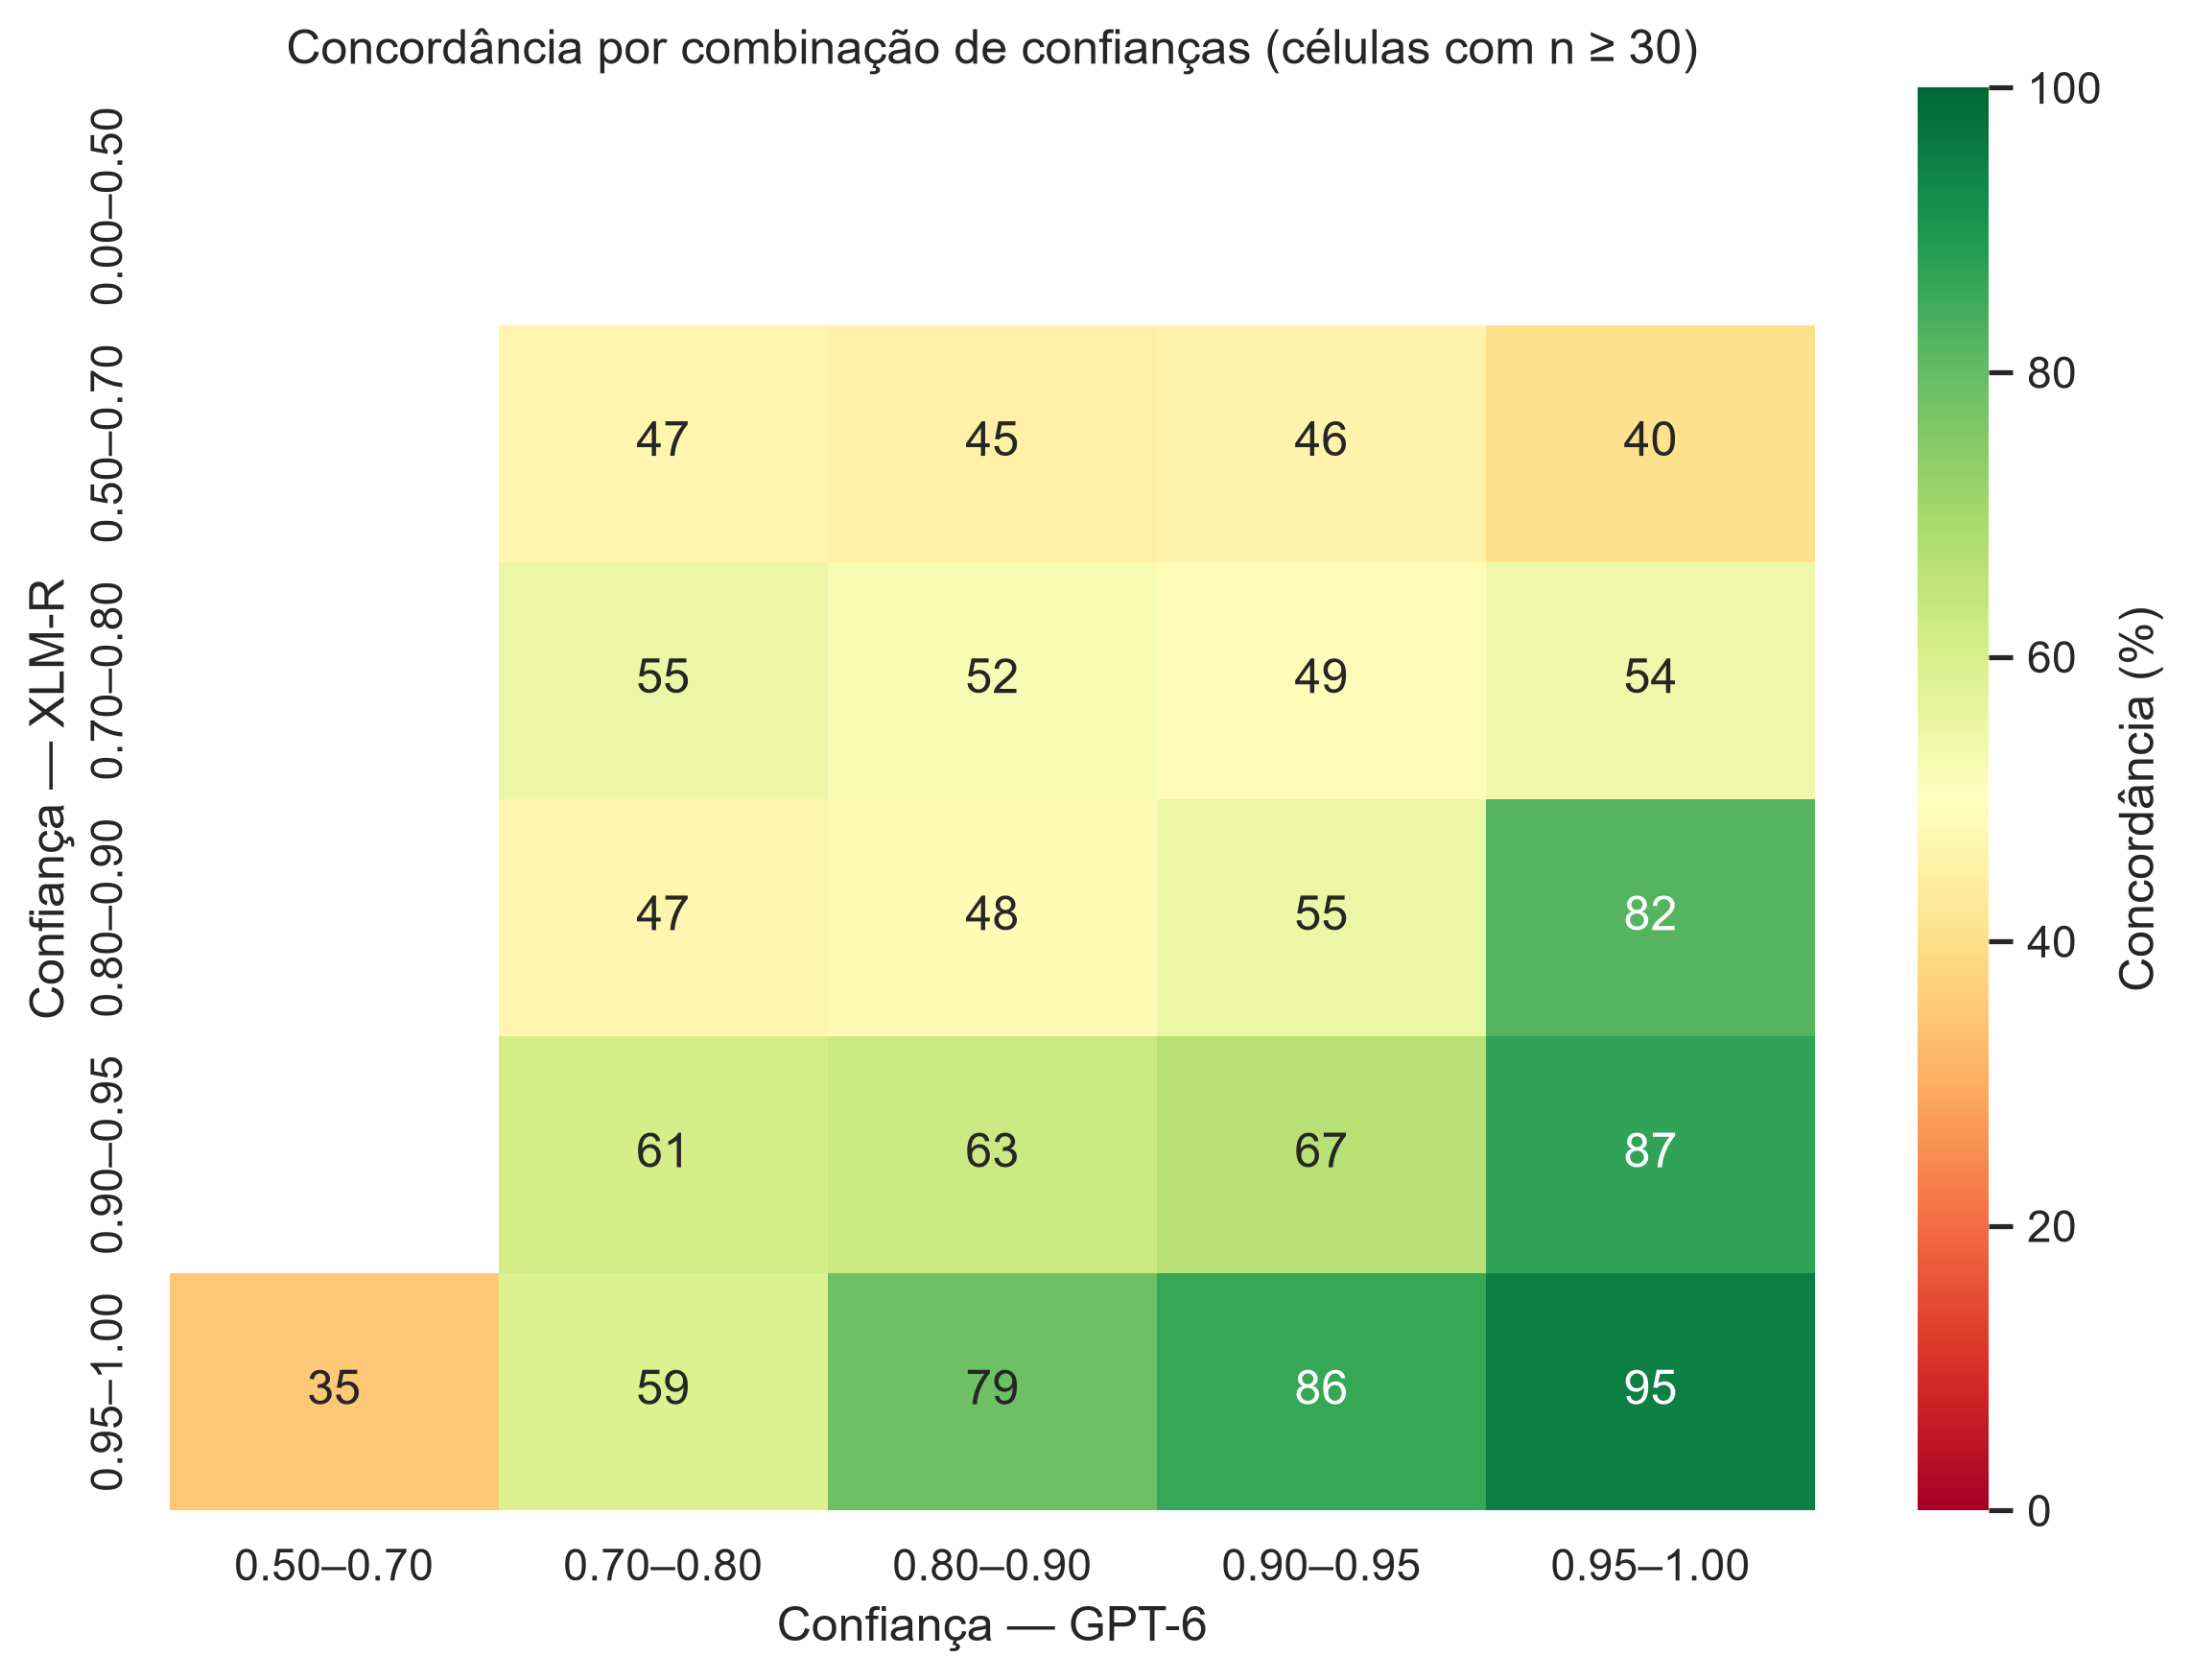 Concordância por combinação de confianças (células com n ≥ 30)
Confiança — XLM-R
0.00–0.50
0.50–0.70
47 45 46 40
0.70–0.80
55 52 49 54
0.80–0.90
47 48 55 82
0.90–0.95
61 63 67 87
0.95–1.00
35 59 79 86 95
0.50–0.70 0.70–0.80 0.80–0.90 0.90–0.95 0.95–1.00
Confiança — GPT-6
100
80
60
40
20
0
Concordância (%)